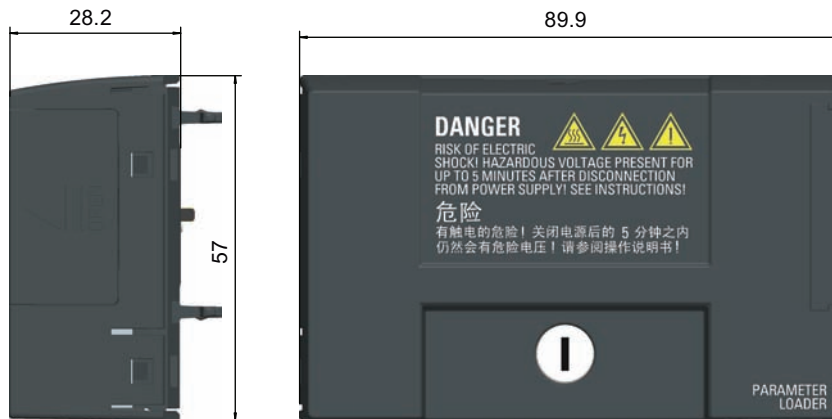 28.2
89.9
57
DANGER
RISK OF ELECTRIC
SHOCK! HAZARDOUS VOLTAGE PRESENT FOR
UP TO 5 MINUTES AFTER DISCONNECTION
FROM POWER SUPPLY! SEE INSTRUCTIONS!
危险
有触电的危险！关闭电源后的 5 分钟之内
仍然会有危险电压！请参阅操作说明书！
PARAMETER
LOADER